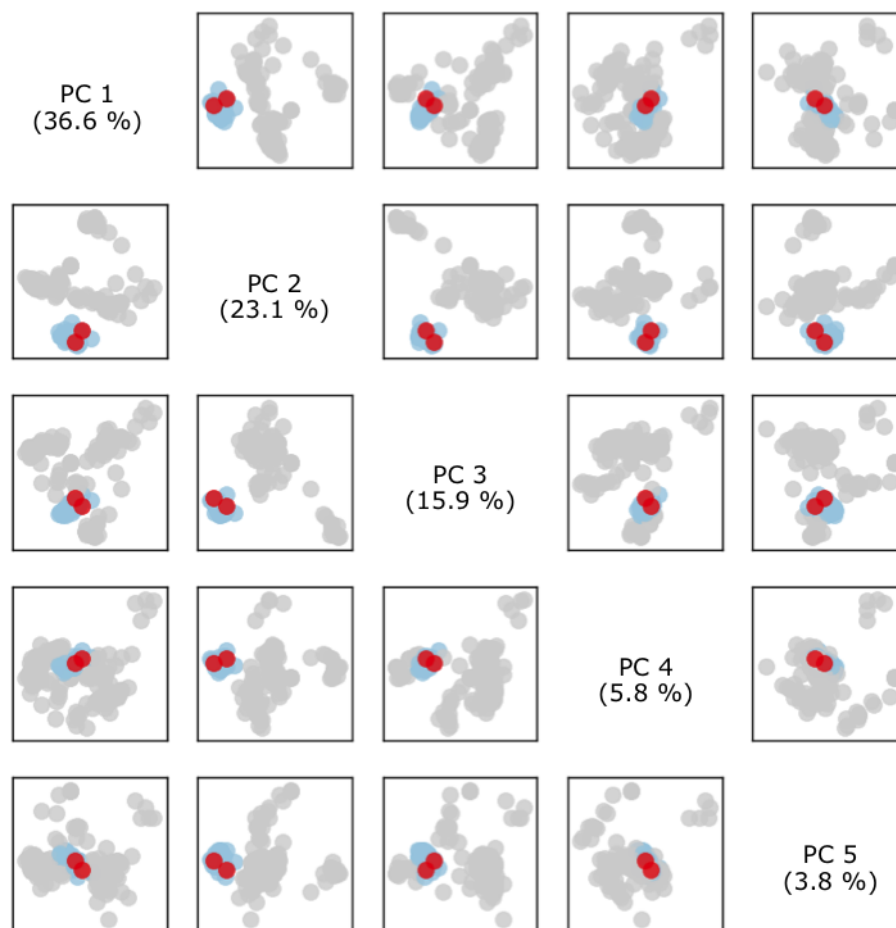 PC 1
(36.6 %)
PC 2
(23.1 %)
PC 3
(15.9 %)
PC 4
(5.8 %)
PC 5
(3.8 %)